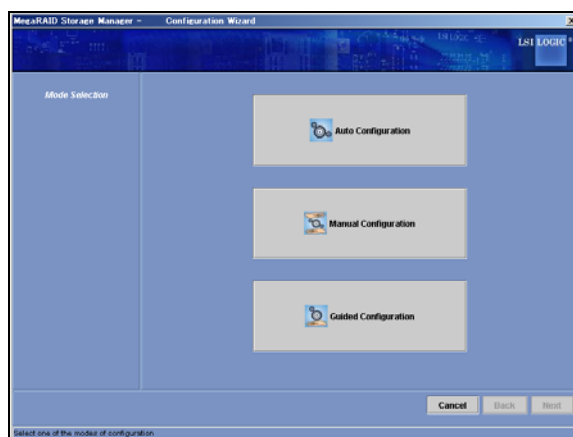 MegaRAID Storage Manager - Configuration Wizard
LSI LOGIC
Mode Selection
Auto Configuration
Manual Configuration
Guided Configuration
Cancel Back Next
Select one of the modes of configuration